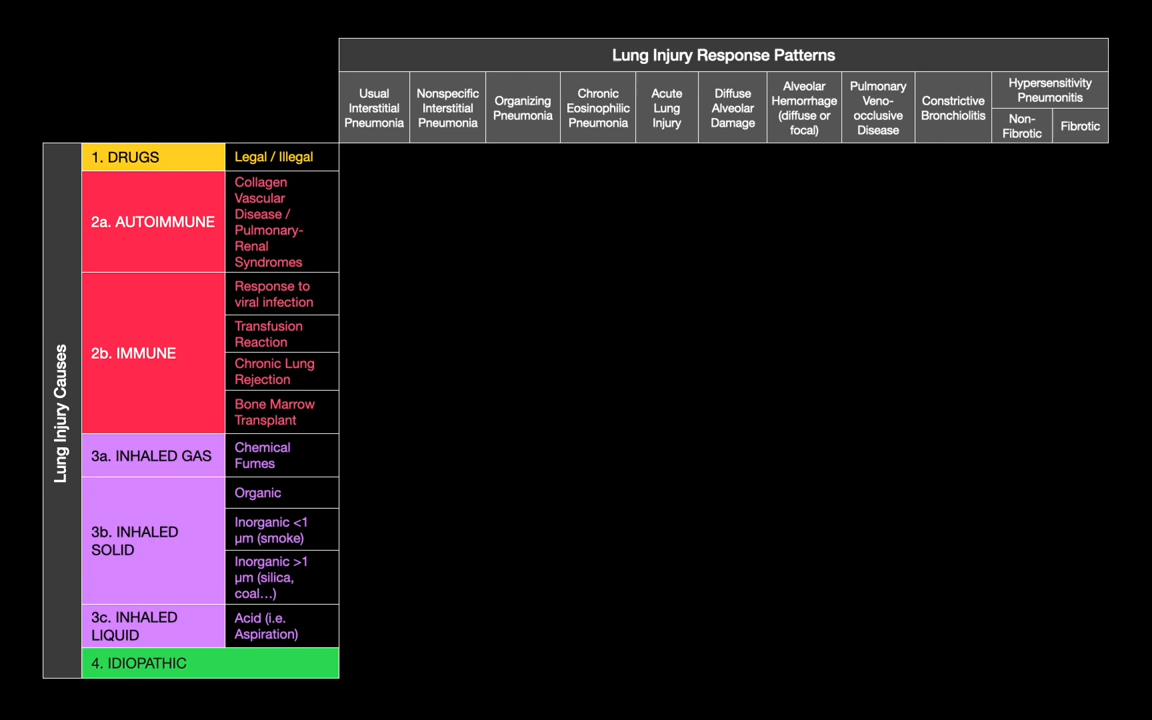 Lung Injury Response Patterns
Usual
Interstitial
Pneumonia
Nonspecific
Interstitial
Pneumonia
Organizing
Pneumonia
Chronic
Eosinophilic
Pneumonia
Acute
Lung
Injury
Diffuse
Alveolar
Damage
Alveolar
Hemorrhage
(diffuse or
focal)
Pulmonary
Veno-
occlusive
Disease
Constrictive
Bronchiolitis
Hypersensitivity
Pneumonitis
Non-
Fibrotic
Fibrotic
Lung Injury Causes
1. DRUGS
Legal / Illegal
2a. AUTOIMMUNE
Collagen
Vascular
Disease /
Pulmonary-
Renal
Syndromes
2b. IMMUNE
Response to
viral infection
Transfusion
Reaction
Chronic Lung
Rejection
Bone Marrow
Transplant
3a. INHALED GAS
Chemical
Fumes
3b. INHALED
SOLID
Organic
Inorganic <1
µm (smoke)
Inorganic >1
µm (silica,
coal…)
3c. INHALED
LIQUID
Acid (i.e.
Aspiration)
4. IDIOPATHIC